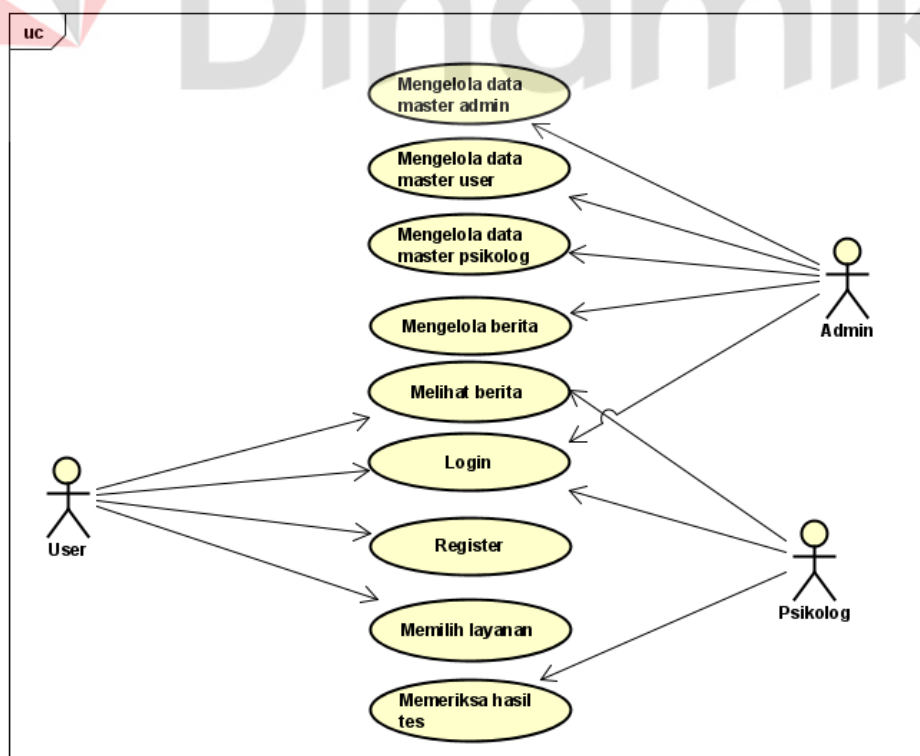 uc
Dinamik
Mengelola data
master admin
Mengelola data
master user
Mengelola data
master psikolog
Mengelola berita
Admin
Melihat berita
Login
User
Register
Psikolog
Memilih layanan
Memeriksa hasil
tes